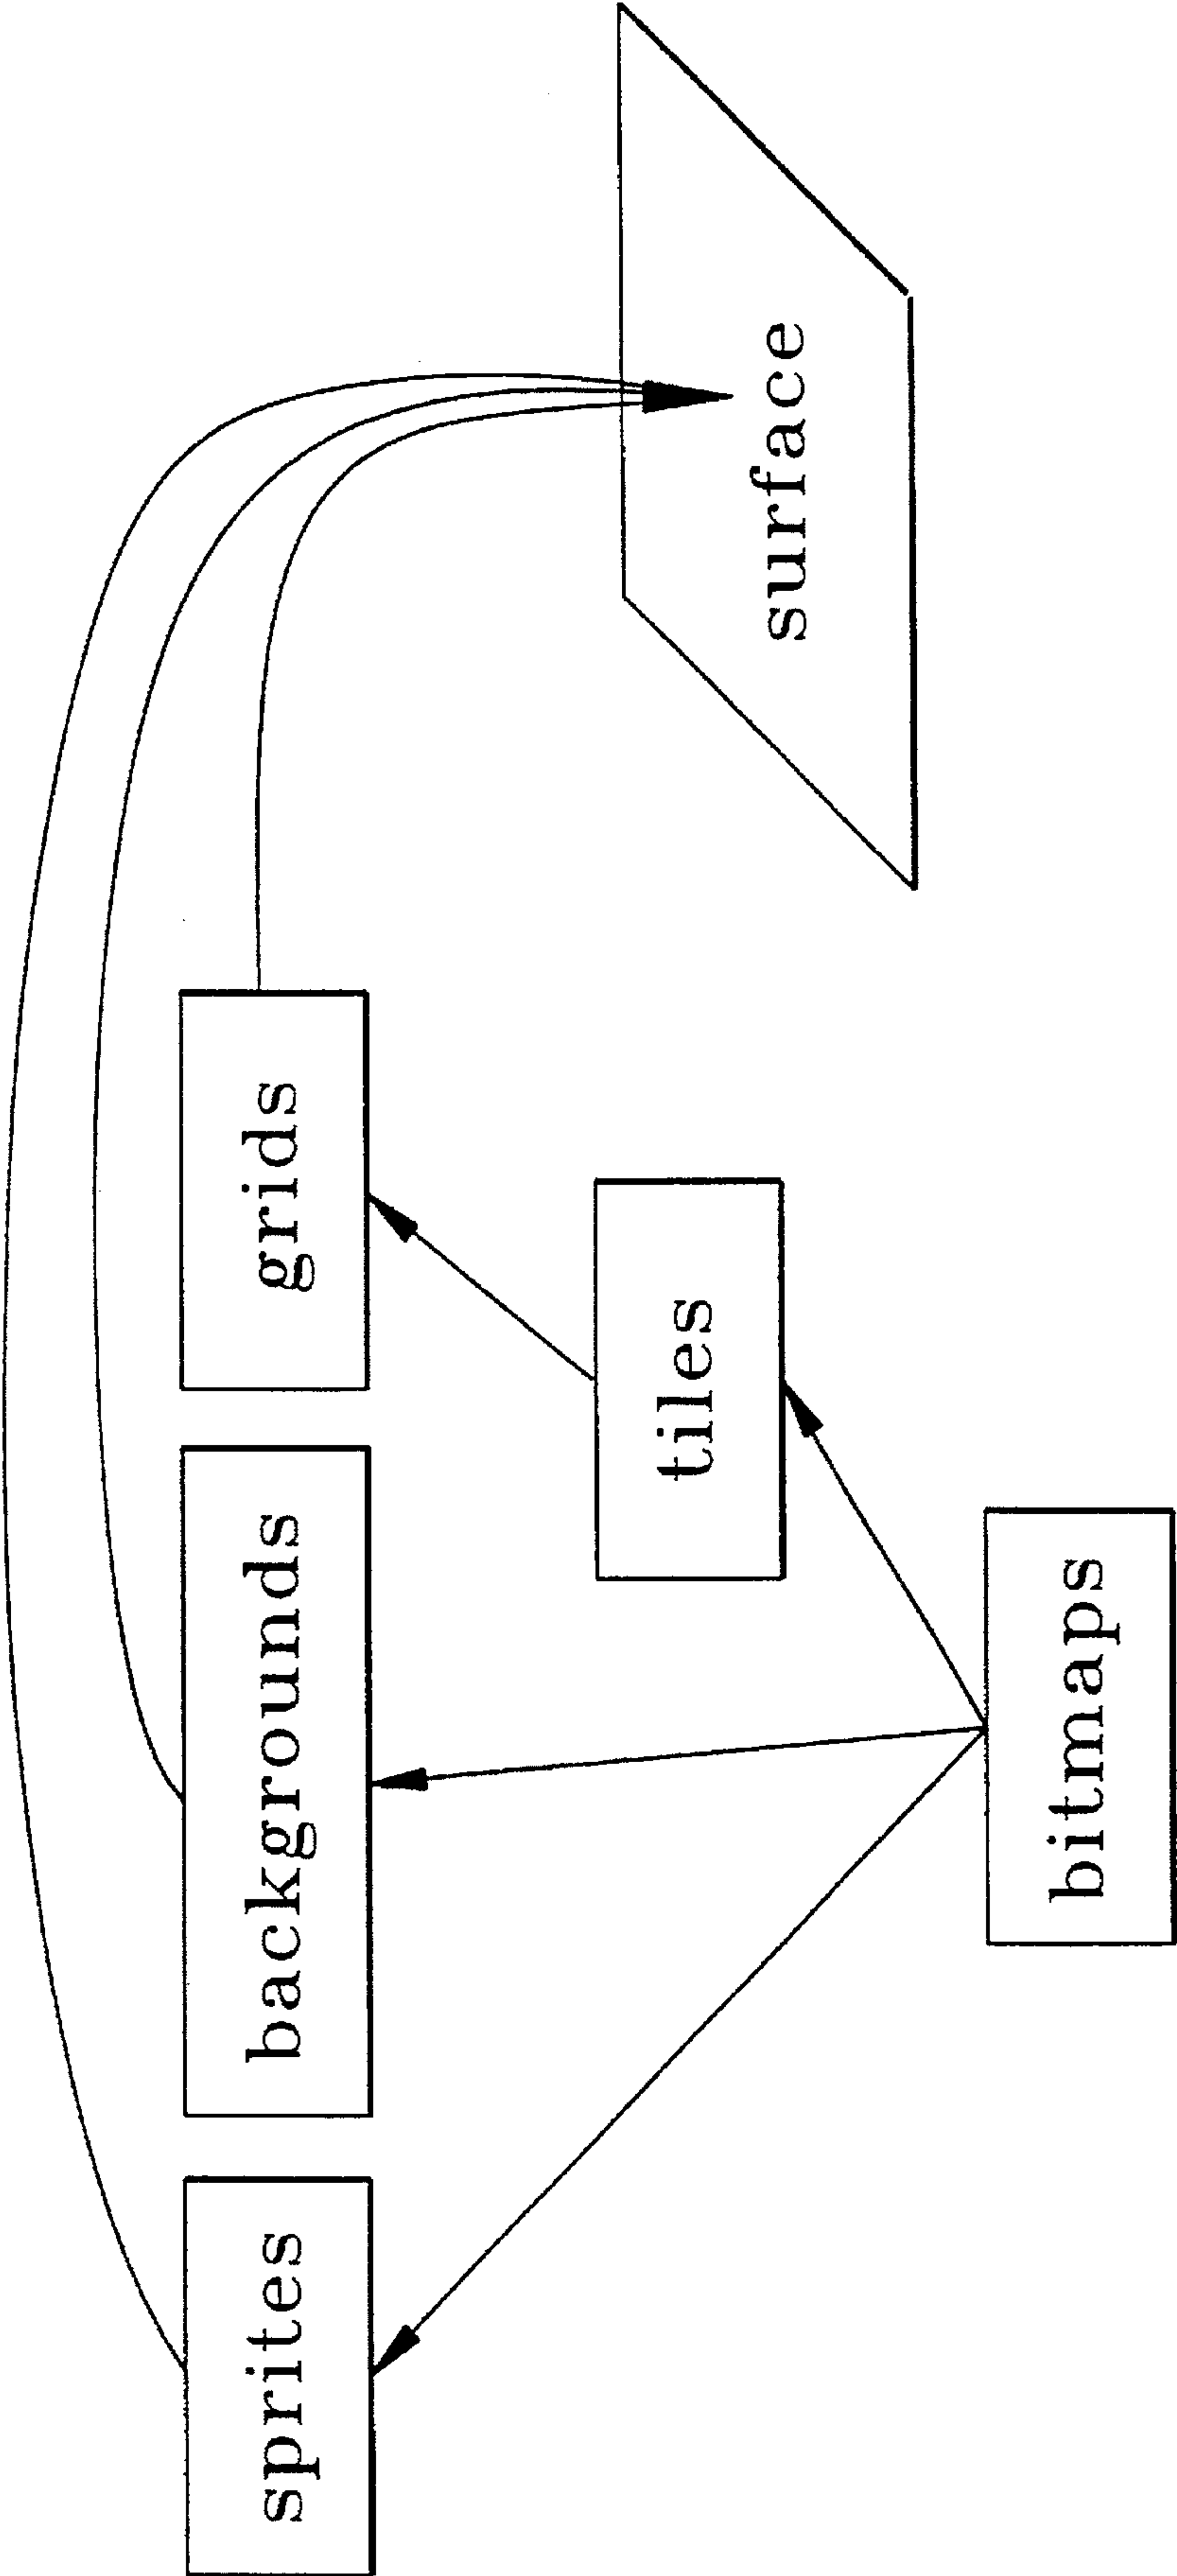 sprites
backgrounds
grids
tiles
bitmaps
surface